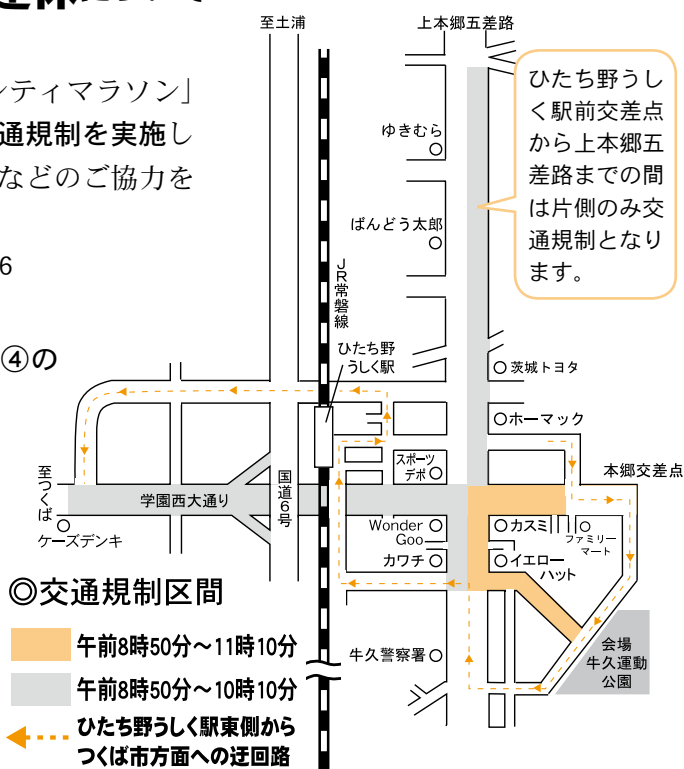 ンティマラソン」
通規制を実施し
などのご協力を
6
④の
至土浦
上本郷五差路
ひたち野うし
く駅前交差点
から上本郷五
差路までの間
は片側のみ交
通規制となり
ます。
ゆきむら
ばんどう太郎
JR常磐線
ひたち野
うしく駅
茨城トヨタ
ホーマック
スポーツ
デポ
本郷交差点
至つくば
学園西大通り
国道6号
ケーズデンキ
Wonder
Goo
カスミ
ファミリー
マート
カワチ
イエロー
ハット
牛久警察署
会場
牛久運動
公園
◎交通規制区間
午前8時50分〜11時10分
午前8時50分〜10時10分
ひたち野うしく駅東側から
つくば市方面への迂回路